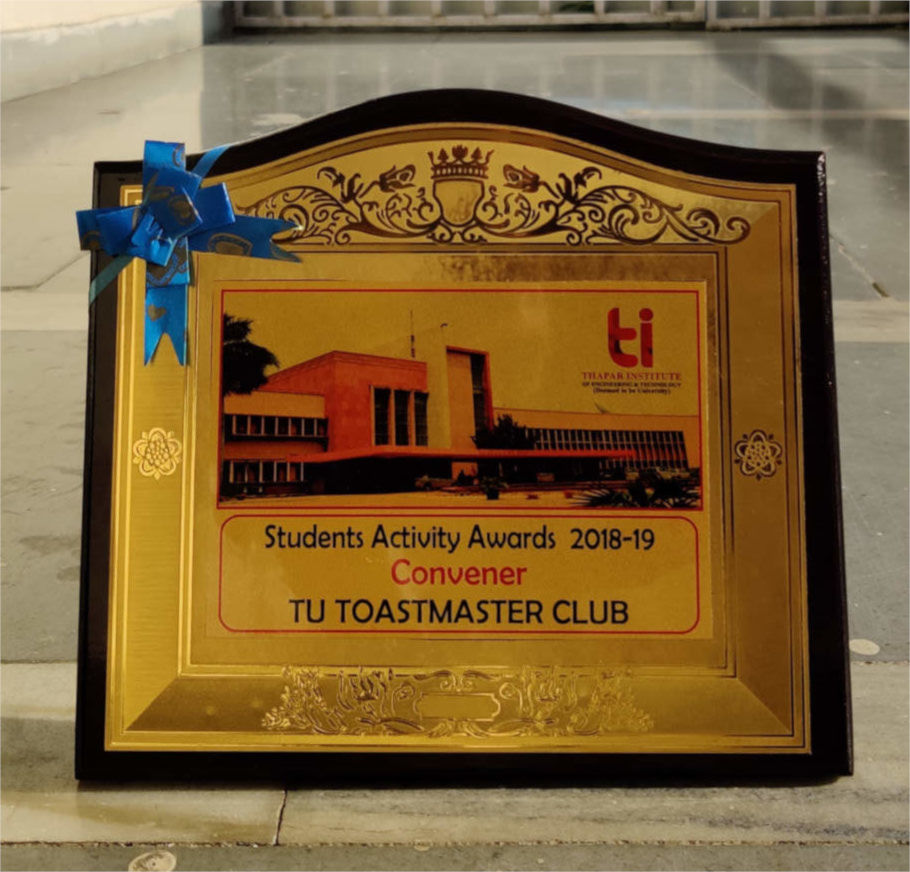 ti
THAPAR INSTITUTE
OF ENGINEERING & TECHNOLOGY
(Deemed to be University)
Students Activity Awards 2018-19
Convener
TU TOASTMASTER CLUB